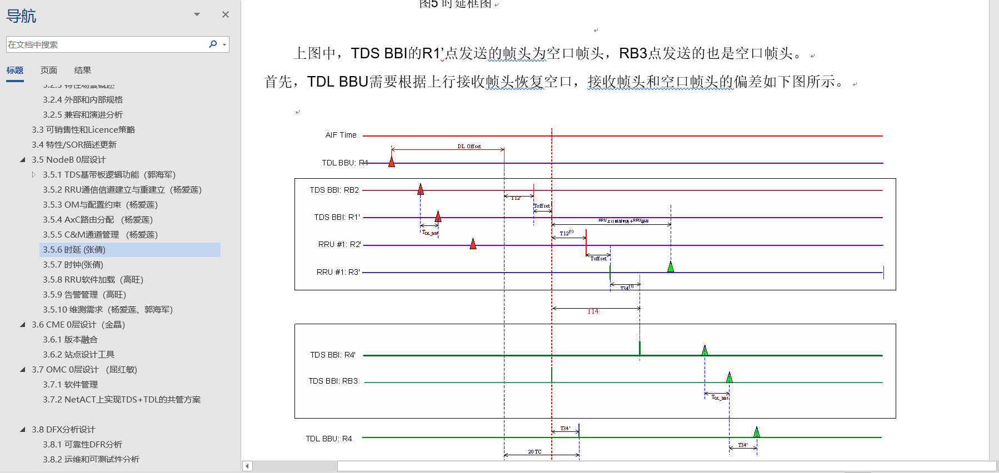 导航
在文档中搜索
标题 页面 结果
3.2.3 特性场景概述
3.2.4 外部和内部规格
3.2.5 兼容和演进分析
3.3 可销售性和Licence策略
3.4 特性/SOR描述更新
3.5 NodeB 0层设计
3.5.1 TDS基带板逻辑功能（郭海军）
3.5.2 RRU通信信道建立与重建立（杨爱莲）
3.5.3 OM与配置约束（杨爱莲）
3.5.4 AxC路由分配 （杨爱莲）
3.5.5 C&M通道管理 （杨爱莲）
3.5.6 时延 (张倩)
3.5.7 时钟(张倩)
3.5.8 RRU软件加载（高旺）
3.5.9 告警管理（高旺）
3.5.10 维测需求（杨爱莲、郭海军）
3.6 CME 0层设计（金晶）
3.6.1 版本融合
3.6.2 站点设计工具
3.7 OMC 0层设计 （屈红敏)
3.7.1 软件管理
3.7.2 NetACT上实现TDS+TDL的共管方案
3.8 DFX分析设计
3.8.1 可靠性DFR分析
3.8.2 运维和可测试性分析
图5 时延框图
上图中，TDS BBI的R1’点发送的帧头为空口帧头，RB3点发送的也是空口帧头。
首先，TDL BBU需要根据上行接收帧头恢复空口，接收帧头和空口帧头的偏差如下图所示。
AIF Time
DL Offset
TDL BBU: R1
TDS BBI: RB2
T12'
Toffset
TDS BBI: R1'
T_DL_BBI
T12(1)
RRU #1: R2'
Toffset
RRU #1: R3'
T34(1)
T14
TDS BBI: R4'
TDS BBI: RB3
T_UL_BBI
T34'
TDL BBU: R4
T34'
20 TC